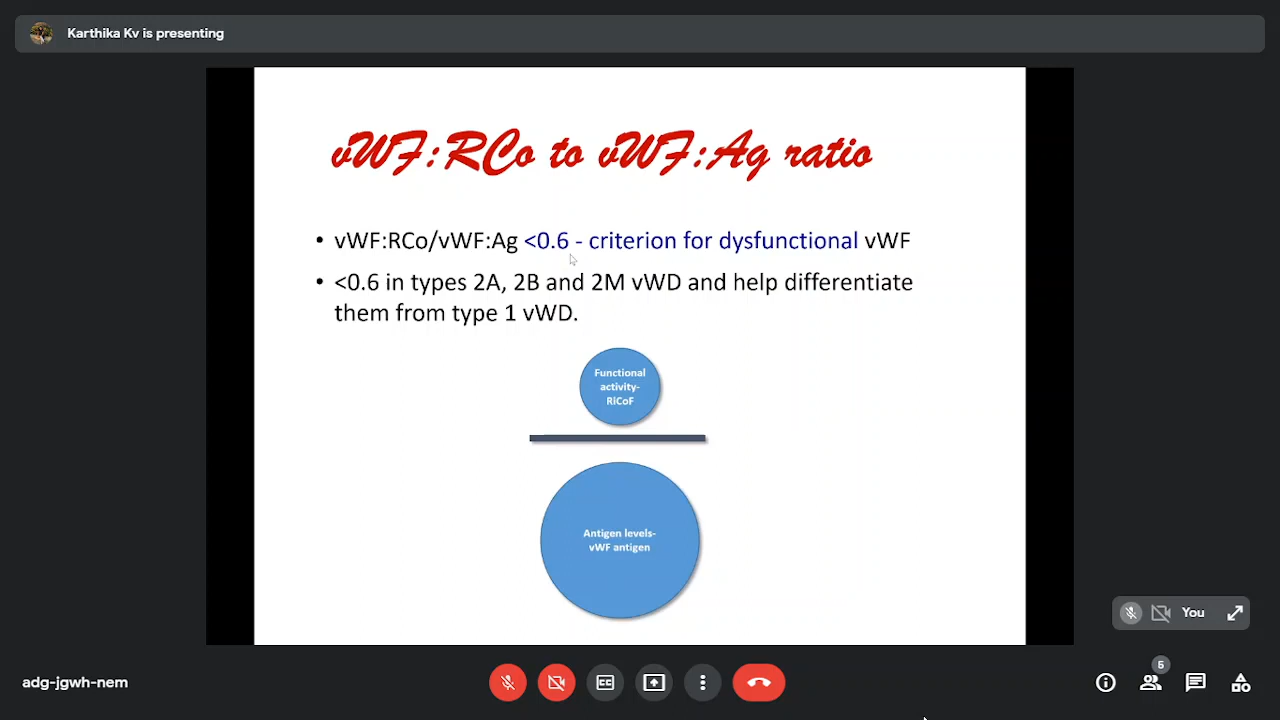 Karthika Kv is presenting
vWF:RCo to vWF:Ag ratio
• vWF:RCo/vWF:Ag <0.6 - criterion for dysfunctional vWF
• <0.6 in types 2A, 2B and 2M vWD and help differentiate
them from type 1 vWD.
Functional
activity-
RiCoF
Antigen levels-
vWF antigen
You
adg-jgwh-nem
CC
5